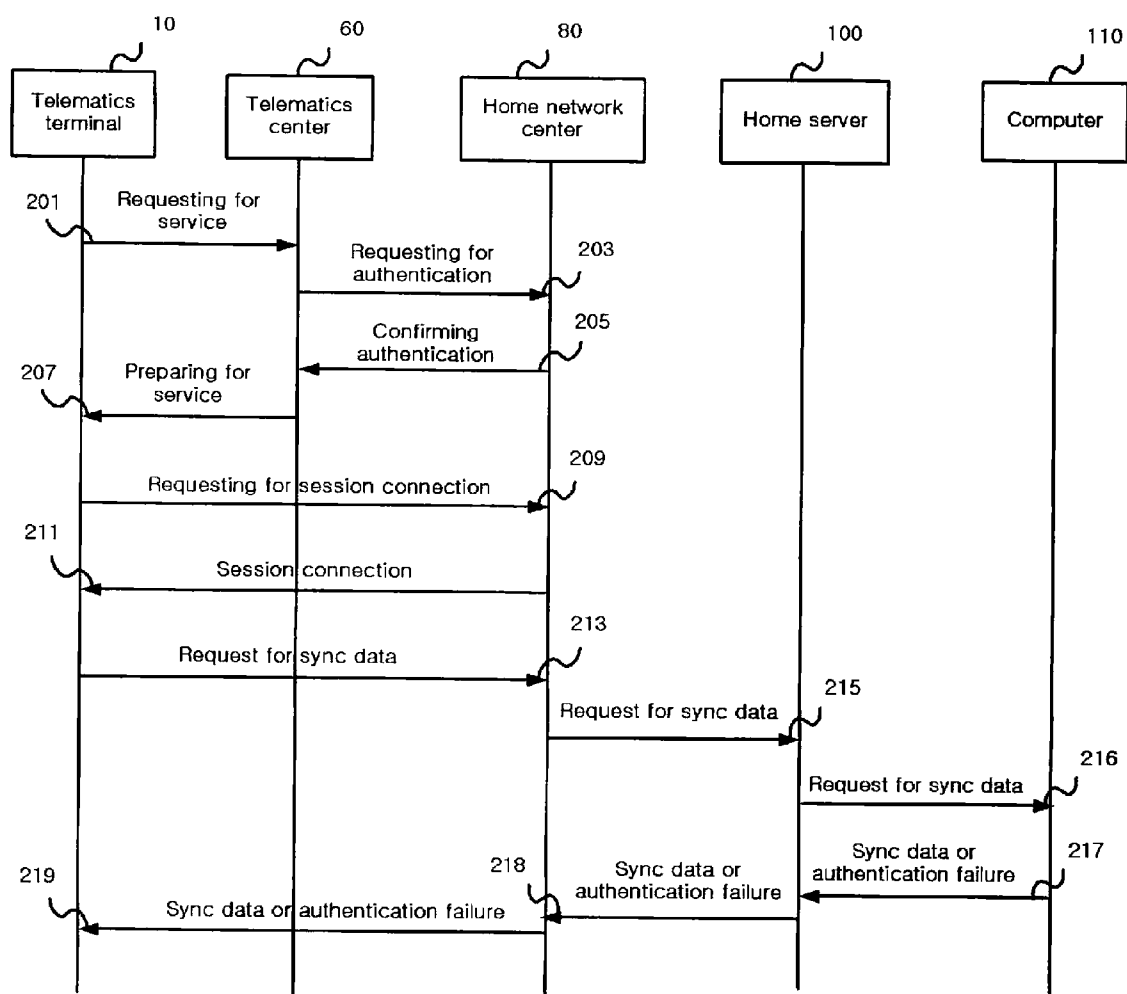 10
60
80
100
110
Telematics
terminal
Telematics
center
Home network
center
Home server
Computer
201
Requesting for
service
Requesting for
authentication
203
Confirming
authentication
205
207
Preparing for
service
Requesting for session connection
209
211
Session connection
Request for sync data
213
Request for sync data
215
Request for sync data
216
Sync data or
authentication failure
217
218
Sync data or
authentication failure
219
Sync data or authentication failure